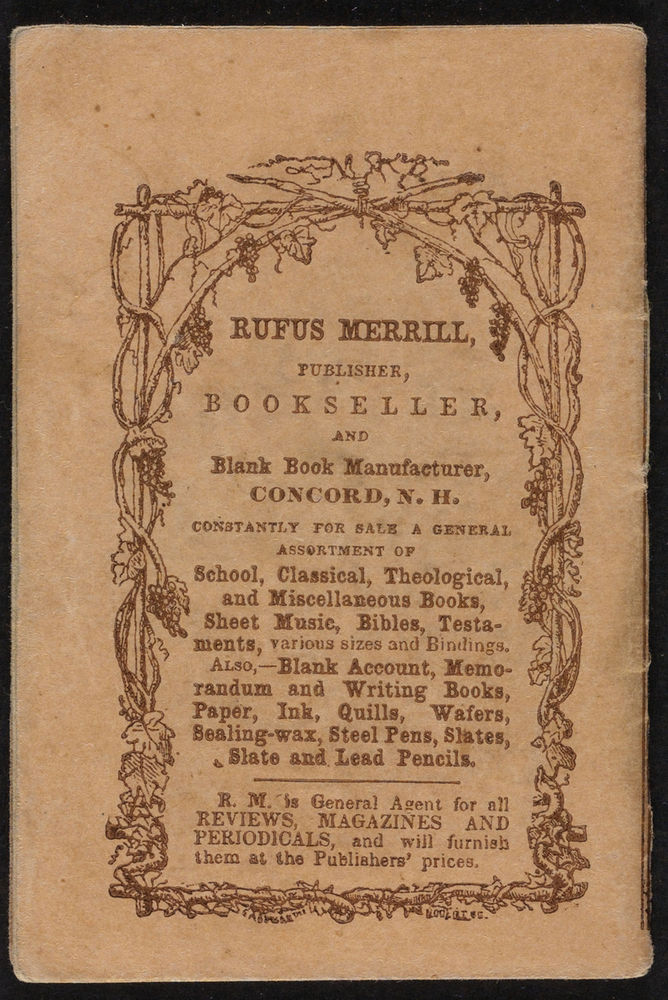 RUFUS MERRILL,
PUBLISHER,
BOOKSELLER,
AND
Blank Book Manufacturer,
CONCORD, N. H.
CONSTANTLY FOR SALE A GENERAL
ASSORTMENT OF
School, Classical, Theological,
and Miscellaneous Books,
Sheet Music, Bibles, Testa-
ments, various sizes and Bindings.
ALSO,—Blank Account, Memo-
randum and Writing Books,
Paper, Ink, Quills, Wafers,
Sealing-wax, Steel Pens, Slates,
Slate and Lead Pencils.
R. M. is General Agent for all
REVIEWS, MAGAZINES AND
PERIODICALS, and will furnish
them at the Publishers' prices.